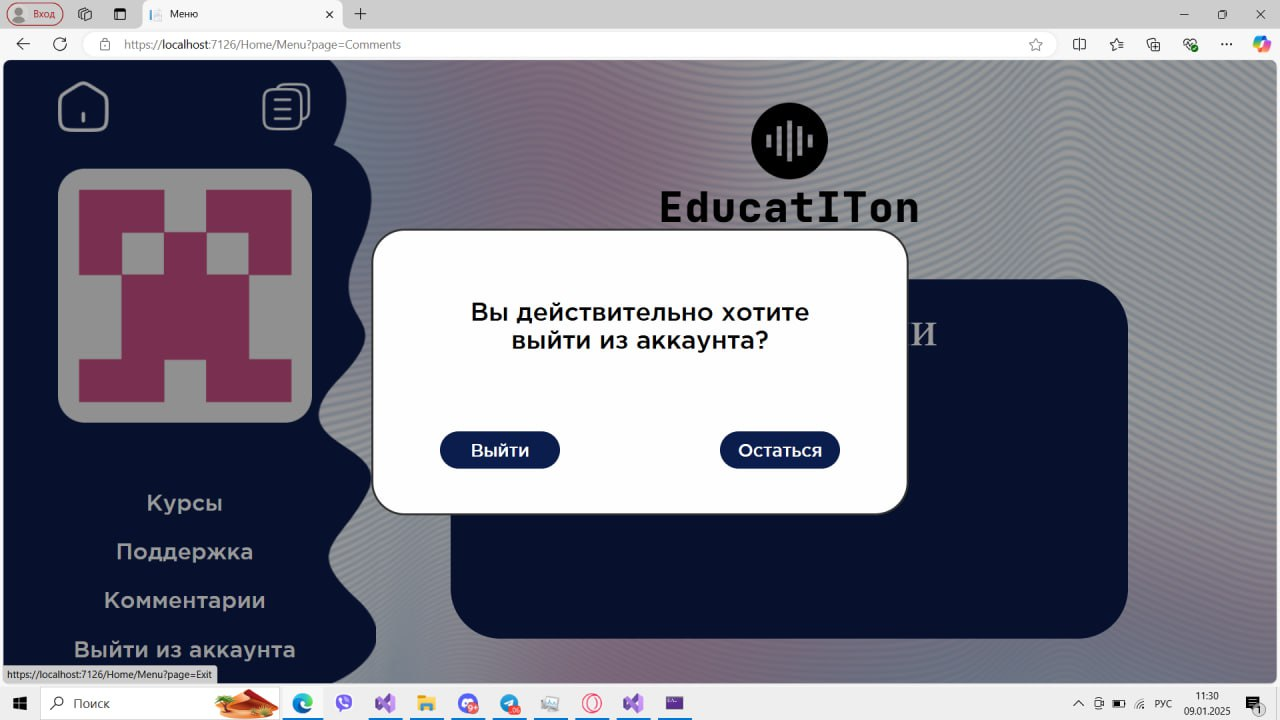 Вход
Меню
https://localhost:7126/Home/Menu?page=Comments
EducatITon
Вы действительно хотите
выйти из аккаунта?
Выйти
Остаться
Курсы
Поддержка
Комментарии
Выйти из аккаунта
https://localhost:7126/Home/Menu?page=Exit
Поиск
РУС
11:30
09.01.2025